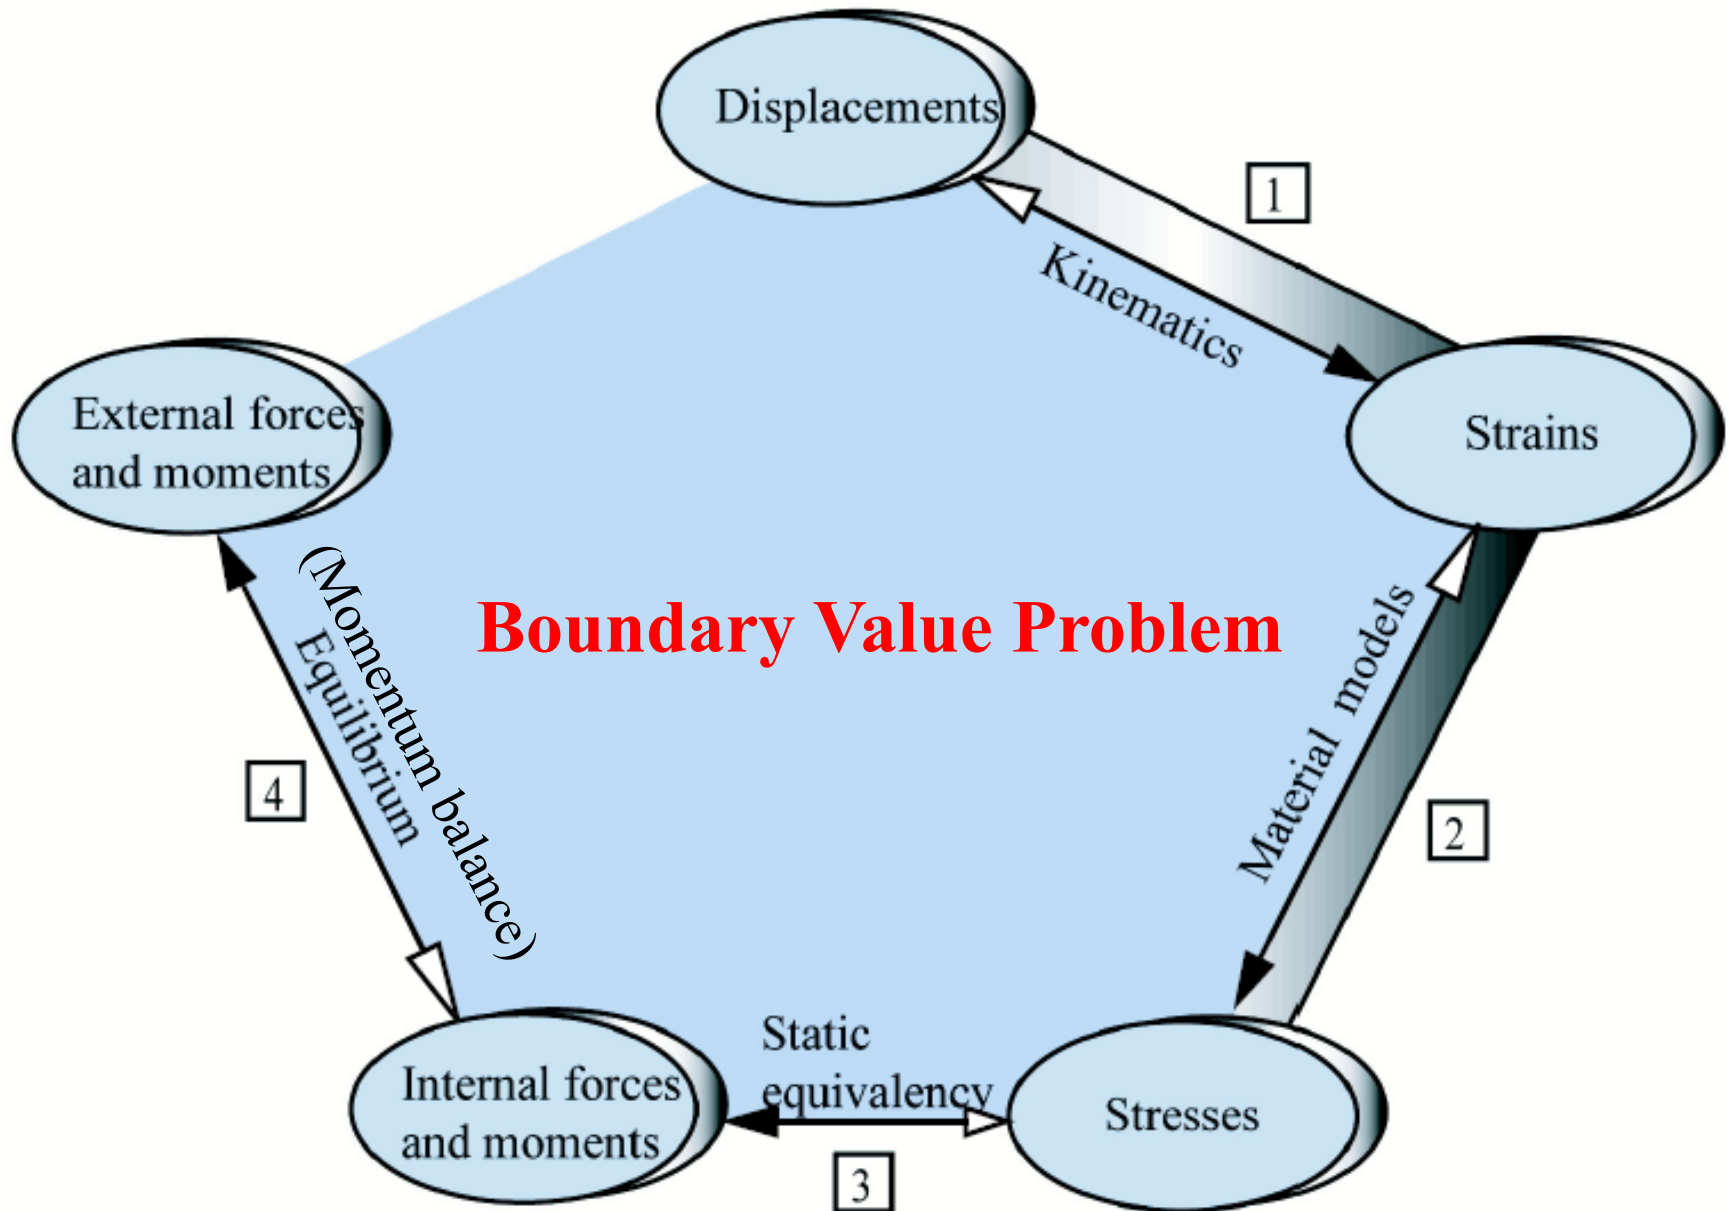 Displacements
1
Kinematics
External forces
and moments
Strains
(Momentum balance)
Equilibrium
Boundary Value Problem
Material models
4
2
Static
equivalency
Internal forces
and moments
Stresses
3